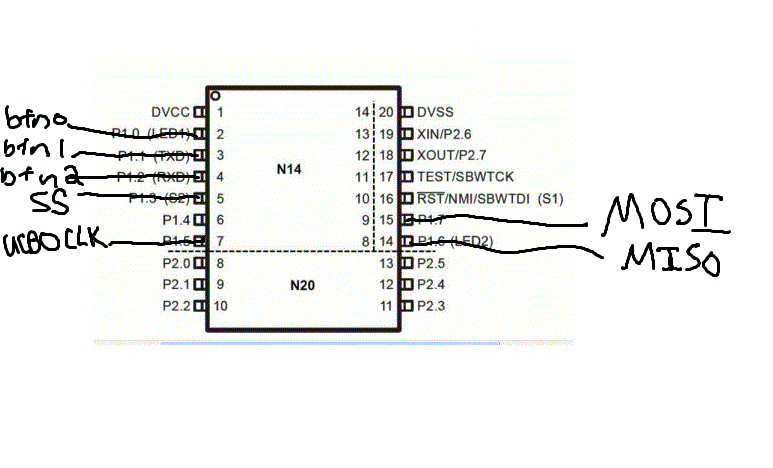 DVCC 1 14 20 DVSS
btn0 P1.0 (LED1) 2 13 19 XIN/P2.6
btn1 P1.1 (TXD) 3 12 18 XOUT/P2.7
N14
btn2 P1.2 (RXD) 4 11 17 TEST/SBWTCK
SS P1.3 (S2) 5 10 16 RST/NMI/SBWTDI (S1)
P1.4 6 9 15 P1.7 MOSI
UCB0CLK P1.5 7 8 14 P1.6 (LED2) MISO
P2.0 8 13 P2.5
P2.1 9 N20 12 P2.4
P2.2 10 11 P2.3